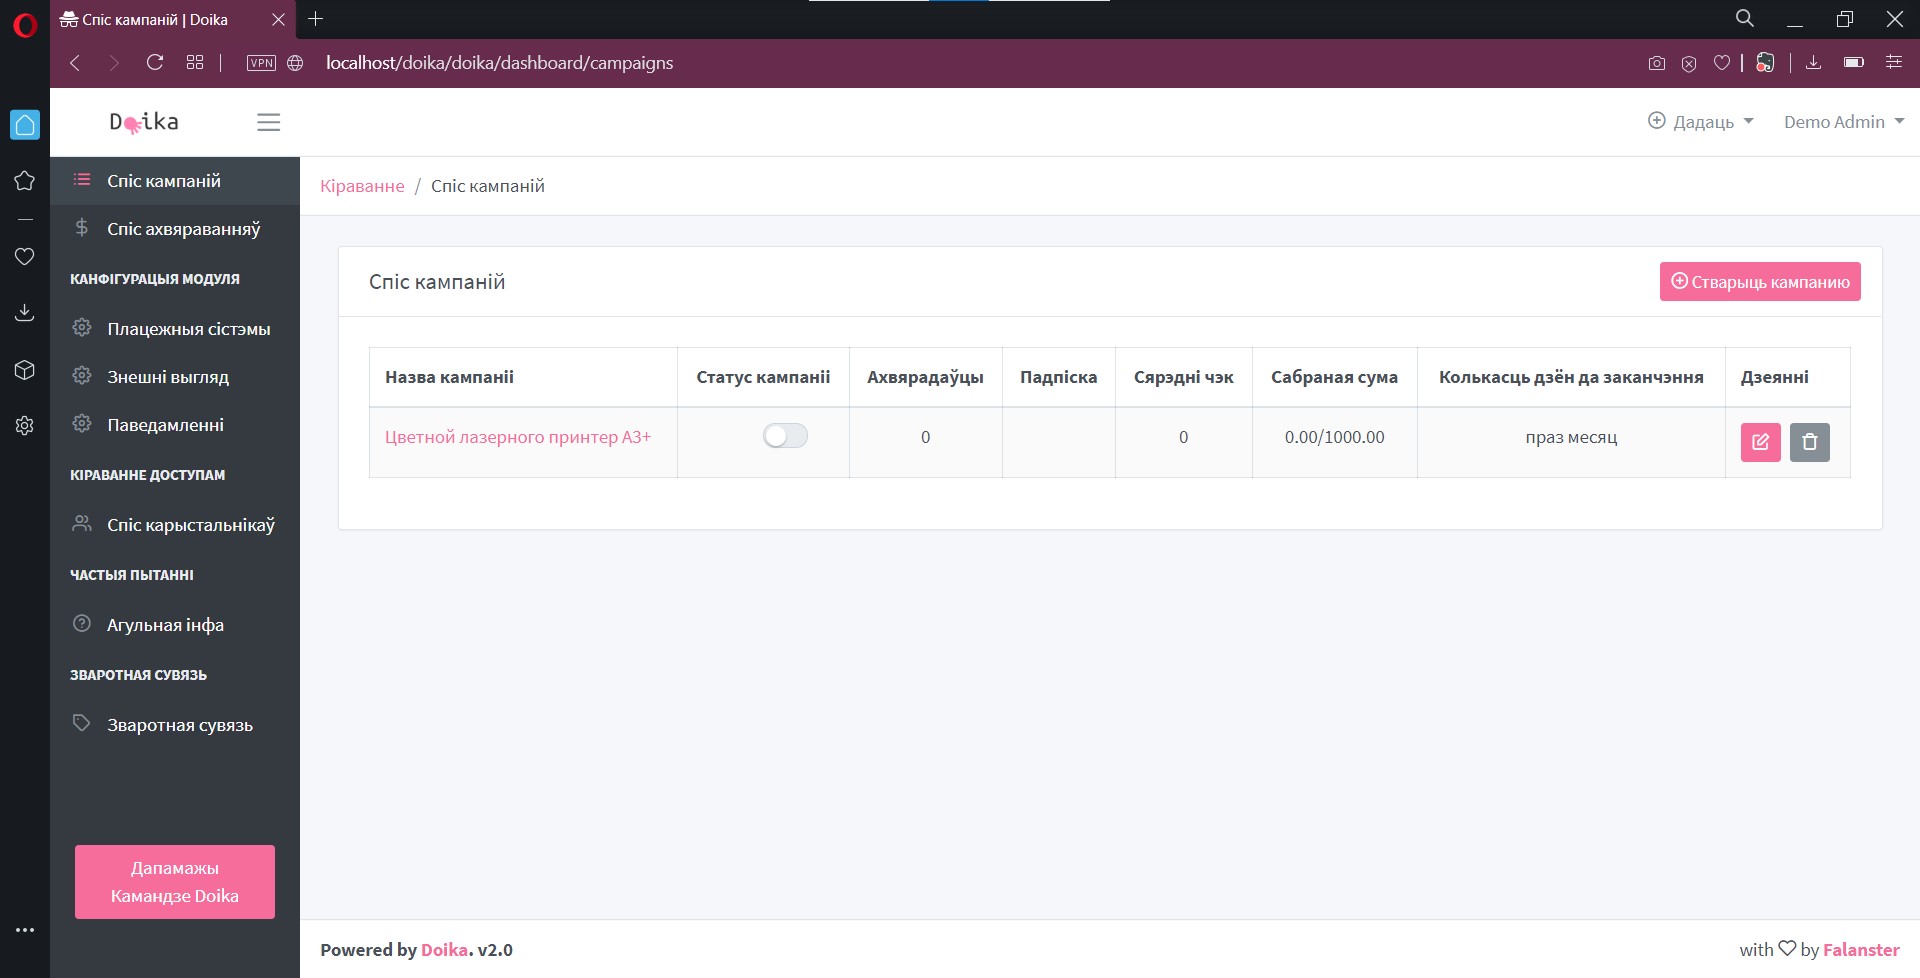 Спіс кампаній | Doika
VPN
localhost/doika/doika/dashboard/campaigns
Doika
Дадаць
Demo Admin
Спіс кампаній
Спіс ахвяраванняў
КАНФІГУРАЦЫЯ МОДУЛЯ
Плацежныя сістэмы
Знешні выгляд
Паведамленні
КІРАВАННЕ ДОСТУПАМ
Спіс карыстальнікаў
ЧАСТЫЯ ПЫТАННІ
Агульная інфа
ЗВАРОТНАЯ СУВЯЗЬ
Зваротная сувязь
Дапамажы
Камандзе Doika
Кіраванне / Спіс кампаній
Спіс кампаній
Стварыць кампанию
Назва кампаніі Статус кампаніі Ахвярадаўцы Падпіска Сярэдні чэк Сабраная сума Колькасць дзён да заканчэння Дзеянні
Цветной лазерного принтер А3+ 0 0 0.00/1000.00 праз месяц
Powered by Doika. v2.0
with by Falanster